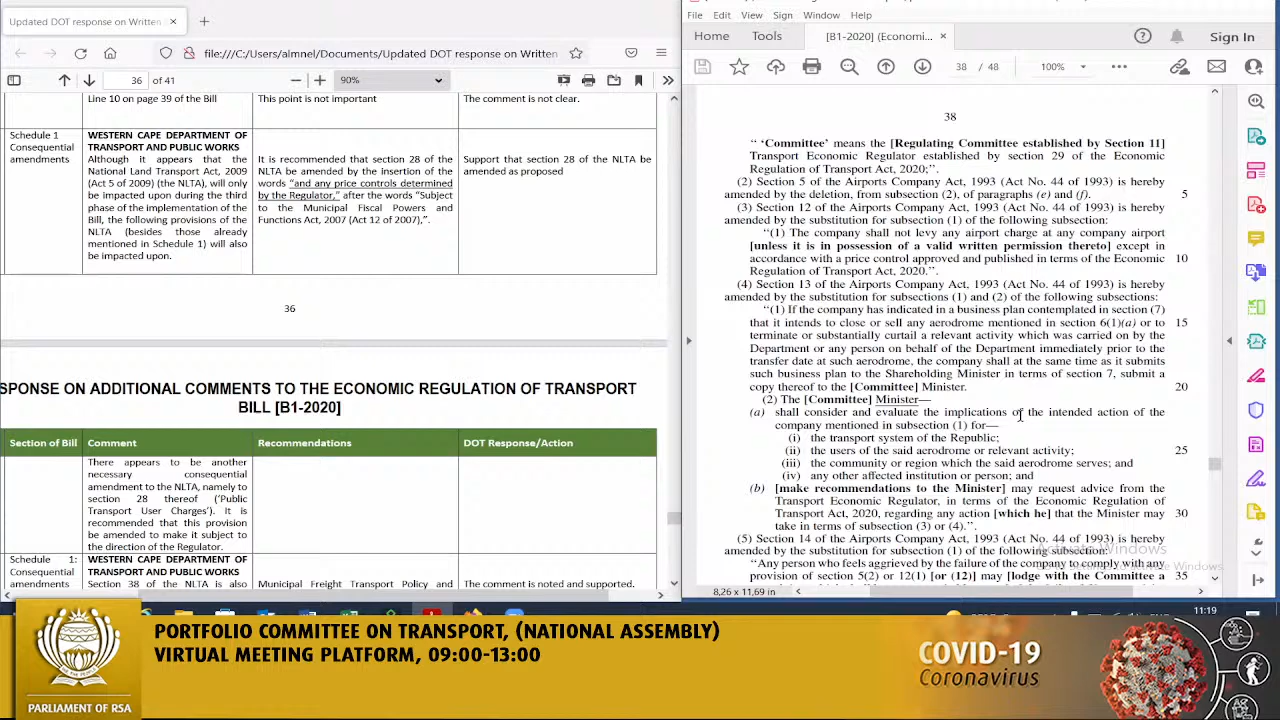 Updated DOT response on Written
file:///C:/Users/almnel/Documents/Updated DOT response on Written
36 of 41
90%
Line 10 on page 39 of the Bill
This point is not important
The comment is not clear.
Schedule 1
Consequential
amendments
WESTERN CAPE DEPARTMENT OF
TRANSPORT AND PUBLIC WORKS
Although it appears that the
National Land Transport Act, 2009
(Act 5 of 2009) (the NLTA), will only
be impacted upon during the third
phase of the implementation of the
Bill, the following provisions of the
NLTA (besides those already
mentioned in Schedule 1) will also
be impacted upon.
It is recommended that section 28 of the
NLTA be amended by the insertion of the
words "and any price controls determined
by the Regulator," after the words "Subject
to the Municipal Fiscal Powers and
Functions Act, 2007 (Act 12 of 2007),".
Support that section 28 of the NLTA be
amended as proposed
36
SPONSE ON ADDITIONAL COMMENTS TO THE ECONOMIC REGULATION OF TRANSPORT
BILL [B1-2020]
Section of Bill
Comment
Recommendations
DOT Response/Action
There appears to be another
necessary consequential
amendment to the NLTA, namely to
section 28 thereof ('Public
Transport User Charges'). It is
recommended that this provision
be amended to make it subject to
the direction of the Regulator.
Schedule 1:
Consequential
amendments
WESTERN CAPE DEPARTMENT OF
TRANSPORT AND PUBLIC WORKS
Section 38 of the NLTA is also
Municipal Freight Transport Policy and
The comment is noted and supported.
File Edit View Sign Window Help
Home Tools [B1-2020] (Economi... Sign In
38 / 48 100%
38
" 'Committee' means the [Regulating Committee established by Section 11]
Transport Economic Regulator established by section 29 of the Economic
Regulation of Transport Act, 2020;".
(2) Section 5 of the Airports Company Act, 1993 (Act No. 44 of 1993) is hereby
amended by the deletion, from subsection (2), of paragraphs (e) and (f). 5
(3) Section 12 of the Airports Company Act, 1993 (Act No. 44 of 1993) is hereby
amended by the substitution for subsection (1) of the following subsection:
"(1) The company shall not levy any airport charge at any company airport
[unless it is in possession of a valid written permission thereto] except in
accordance with a price control approved and published in terms of the Economic 10
Regulation of Transport Act, 2020.".
(4) Section 13 of the Airports Company Act, 1993 (Act No. 44 of 1993) is hereby
amended by the substitution for subsections (1) and (2) of the following subsections:
"(1) If the company has indicated in a business plan contemplated in section (7)
that it intends to close or sell any aerodrome mentioned in section 6(1)(a) or to 15
terminate or substantially curtail a relevant activity which was carried on by the
Department or any person on behalf of the Department immediately prior to the
transfer date at such aerodrome, the company shall at the same time as it submits
such business plan to the Shareholding Minister in terms of section 7, submit a
copy thereof to the [Committee] Minister. 20
(2) The [Committee] Minister—
(a) shall consider and evaluate the implications of the intended action of the
company mentioned in subsection (1) for—
(i) the transport system of the Republic;
(ii) the users of the said aerodrome or relevant activity; 25
(iii) the community or region which the said aerodrome serves; and
(iv) any other affected institution or person; and
(b) [make recommendations to the Minister] may request advice from the
Transport Economic Regulator, in terms of the Economic Regulation of
Transport Act, 2020, regarding any action [which he] that the Minister may 30
take in terms of subsection (3) or (4).".
(5) Section 14 of the Airports Company Act, 1993 (Act No. 44 of 1993) is hereby
amended by the substitution for subsection (1) of the following subsection:
"Any person who feels aggrieved by the failure of the company to comply with any
provision of section 5(2) or 12(1) [or (12)] may [lodge with the Committee a 35
8,26 x 11,69 in
11:19
PORTFOLIO COMMITTEE ON TRANSPORT, (NATIONAL ASSEMBLY)
VIRTUAL MEETING PLATFORM, 09:00-13:00
PARLIAMENT OF RSA
COVID-19
Coronavirus